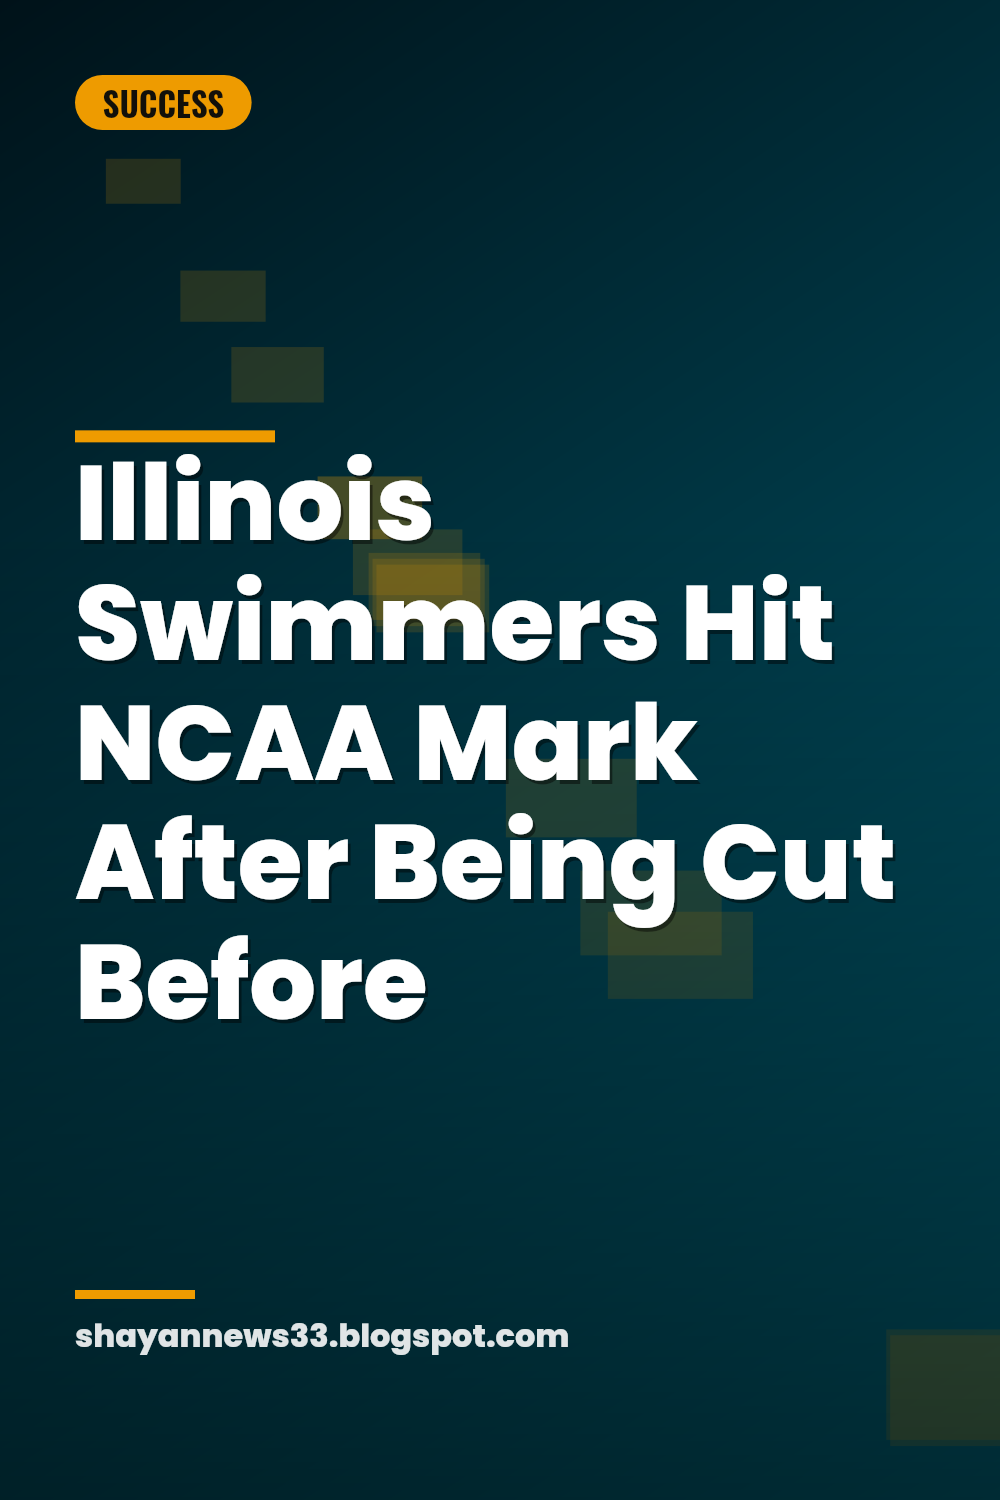 SUCCESS
Illinois
Swimmers Hit
NCAA Mark
After Being Cut
Before
shayannews33.blogspot.com